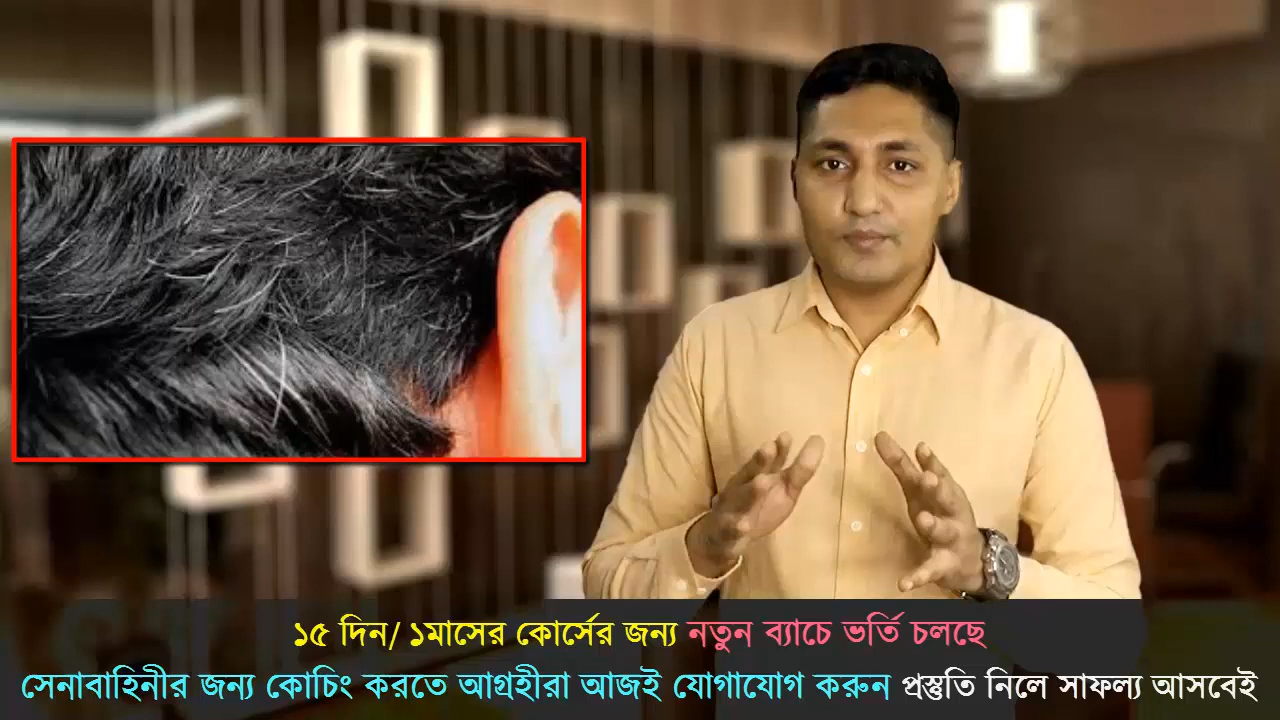 ১৫ দিন/ ১মাসের কোর্সের জন্য নতুন ব্যাচে ভর্তি চলছে
সেনাবাহিনীর জন্য কোচিং করতে আগ্রহীরা আজই যোগাযোগ করুন প্রস্তুতি নিলে সাফল্য আসবেই